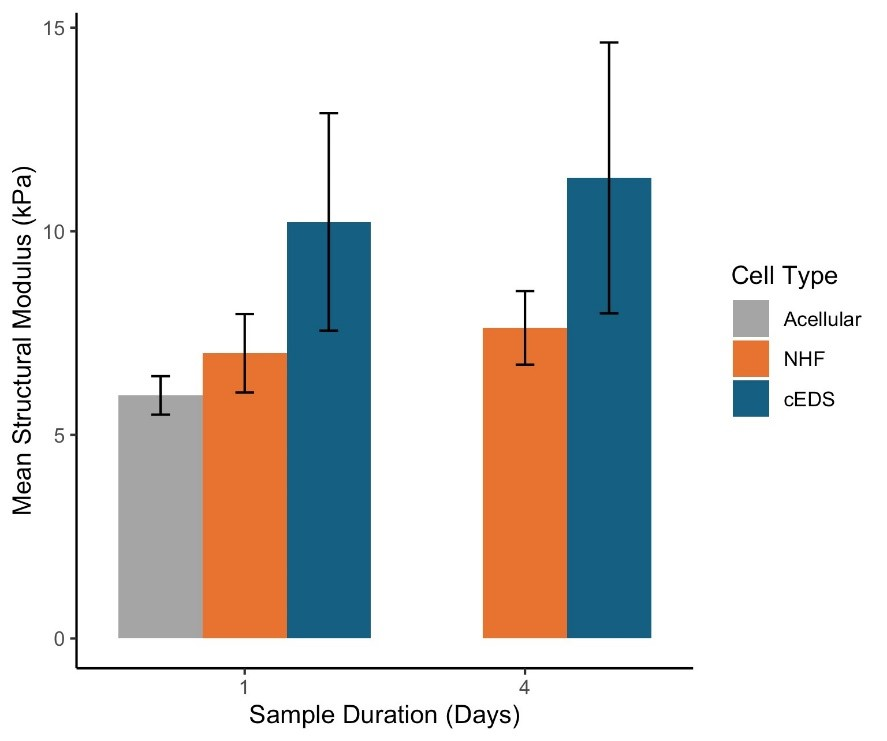 Mean Structural Modulus (kPa)
15
10
5
0
1
4
Sample Duration (Days)
Cell Type
Acellular
NHF
cEDS